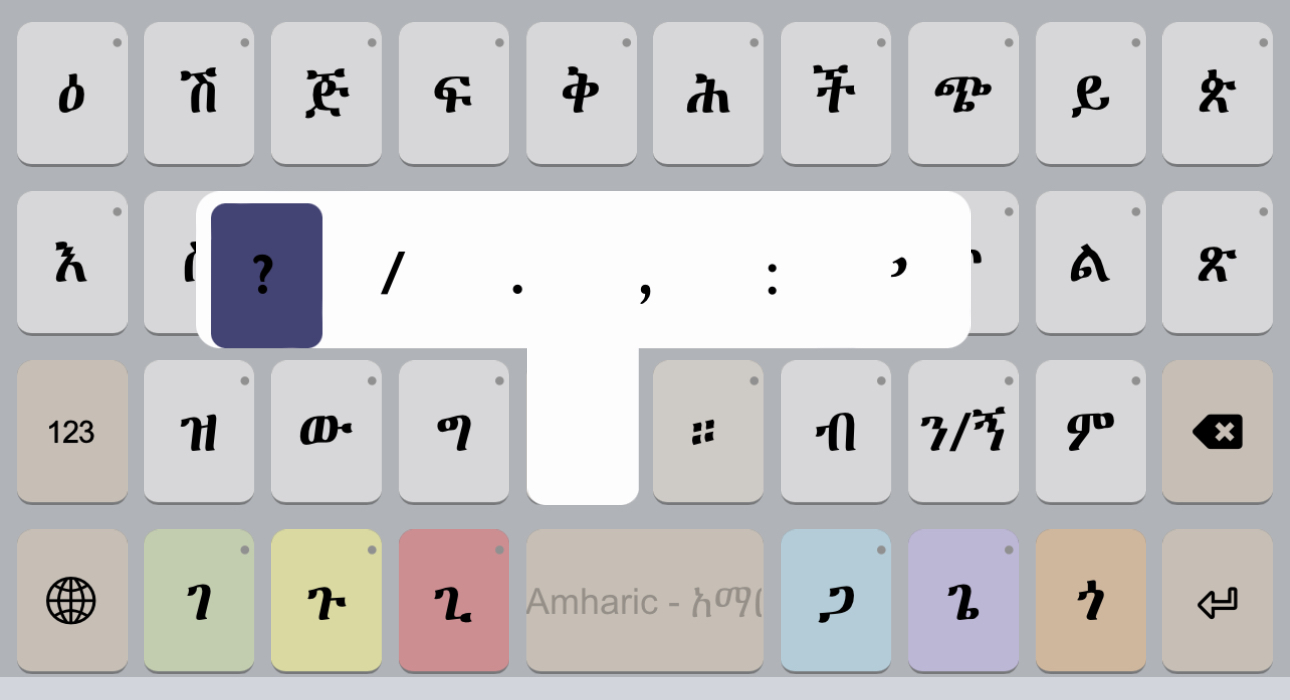 ዕ ሽ ጅ ፍ ቅ ሕ ች ጭ ይ ጵ
እ ል ጽ
? / . , : ’
123 ዝ ው ግ ። ብ ን/ኝ ም
ገ ጉ ጊ Amharic - አማ ጋ ጌ ጎ